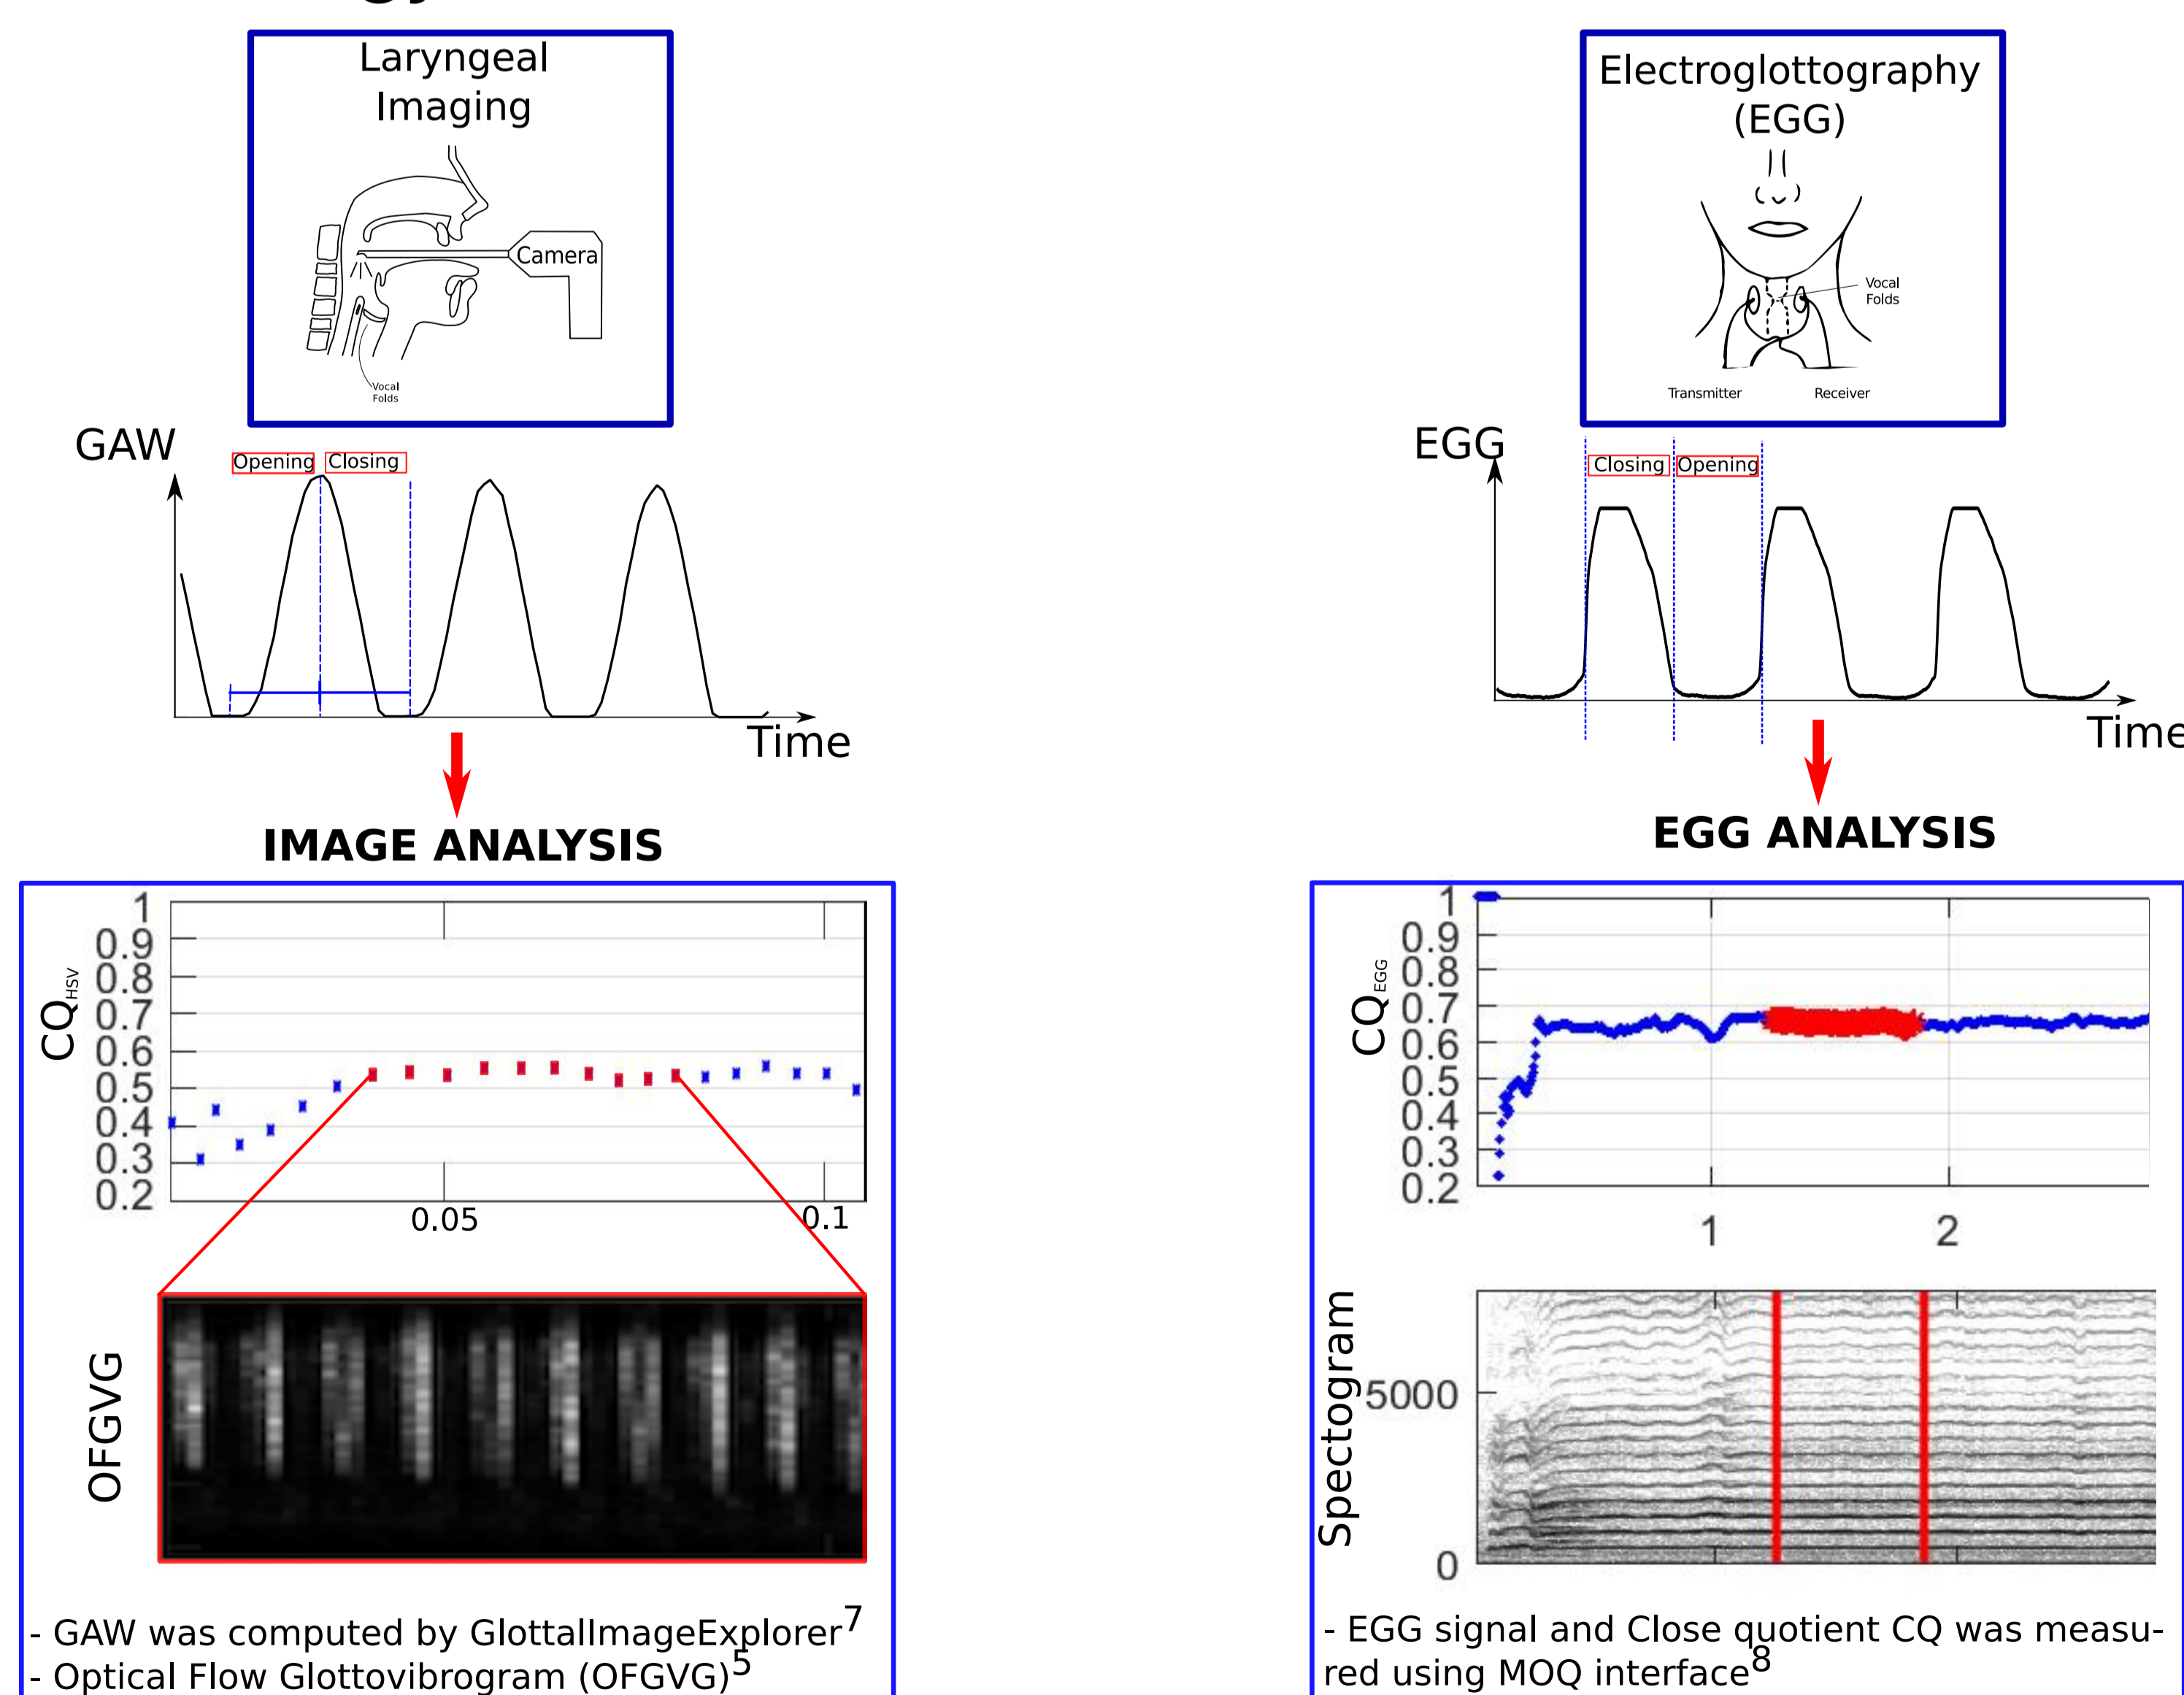 Laryngeal
Imaging
Camera
Vocal
Folds
GAW
Opening
Closing
Time
IMAGE ANALYSIS
CQHSV
1
0.9
0.8
0.7
0.6
0.5
0.4
0.3
0.2
0.05
0.1
OFGVG
- GAW was computed by GlottalImageExplorer7
- Optical Flow Glottovibrogram (OFGVG)5
Electroglottography
(EGG)
Vocal
Folds
Transmitter
Receiver
EGG
Closing
Opening
Time
EGG ANALYSIS
CQEGG
1
0.9
0.8
0.7
0.6
0.5
0.4
0.3
0.2
1
2
Spectogram
5000
0
- EGG signal and Close quotient CQ was measu-
red using MOQ interface8